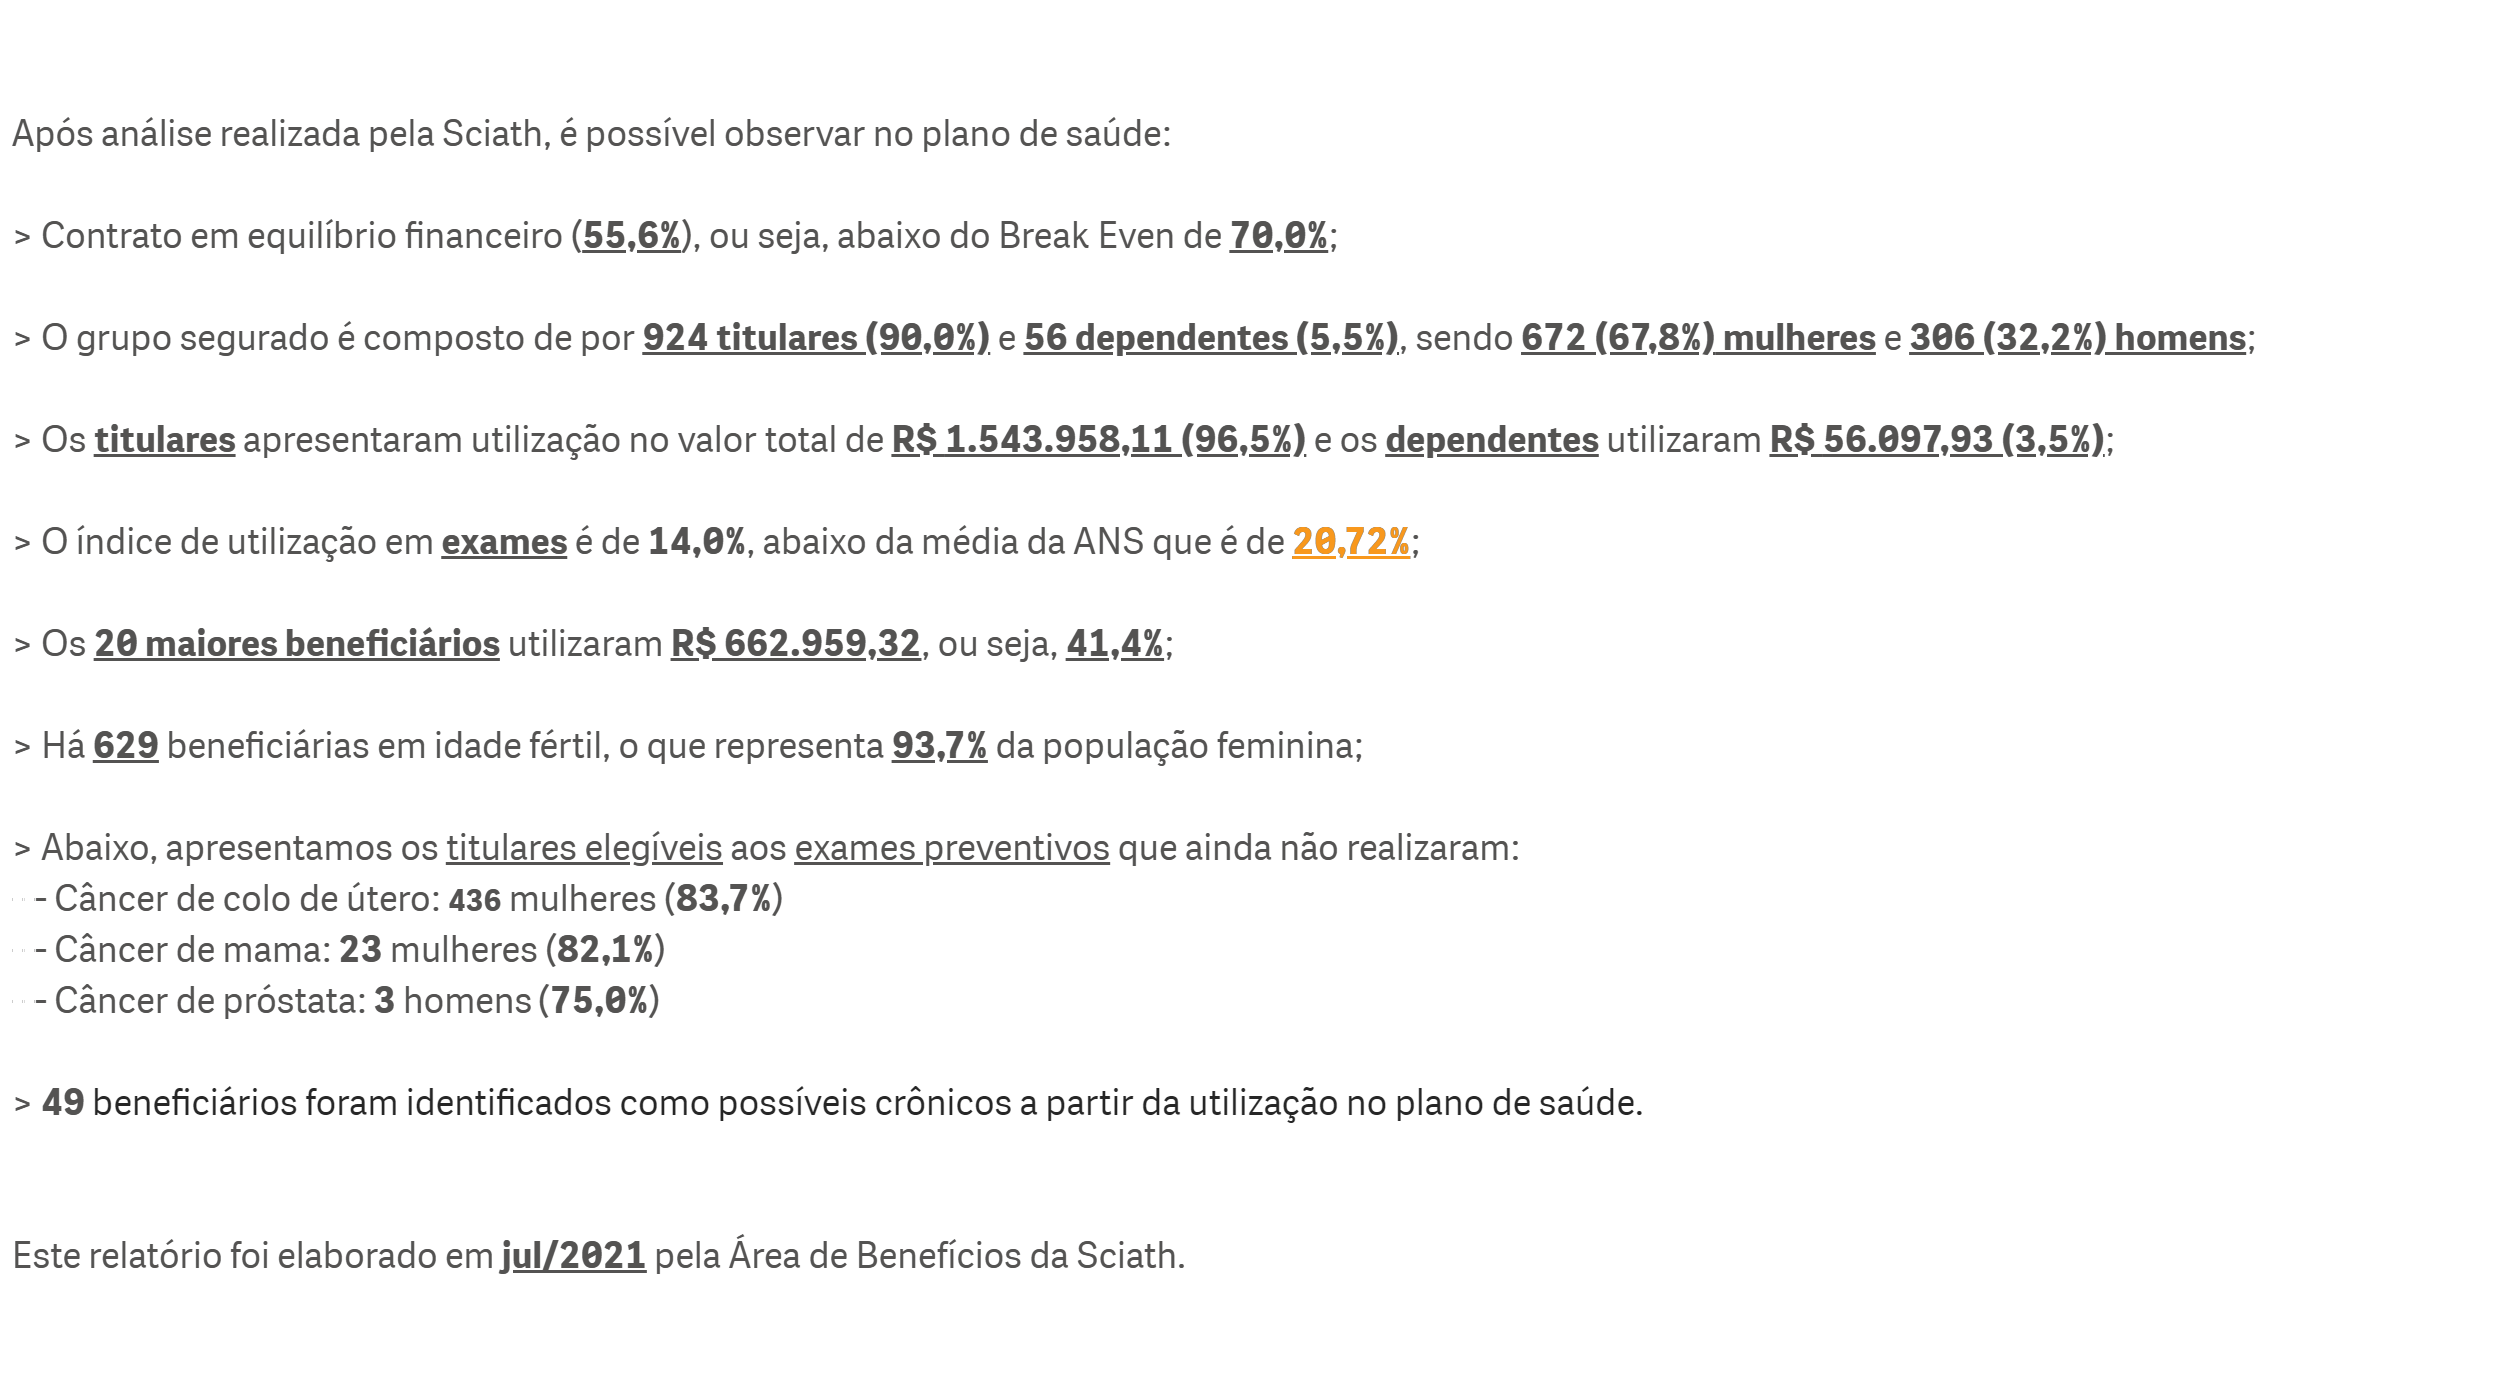 Após análise realizada pela Sciath, é possível observar no plano de saúde:
> Contrato em equilíbrio financeiro (55,6%), ou seja, abaixo do Break Even de 70,0%;
> O grupo segurado é composto de por 924 titulares (90,0%) e 56 dependentes (5,5%), sendo 672 (67,8%) mulheres e 306 (32,2%) homens;
> Os titulares apresentaram utilização no valor total de R$ 1.543.958,11 (96,5%) e os dependentes utilizaram R$ 56.097,93 (3,5%);
> O índice de utilização em exames é de 14,0%, abaixo da média da ANS que é de 20,72%;
> Os 20 maiores beneficiários utilizaram R$ 662.959,32, ou seja, 41,4%;
> Há 629 beneficiárias em idade fértil, o que representa 93,7% da população feminina;
> Abaixo, apresentamos os titulares elegíveis aos exames preventivos que ainda não realizaram:
- Câncer de colo de útero: 436 mulheres (83,7%)
- Câncer de mama: 23 mulheres (82,1%)
- Câncer de próstata: 3 homens (75,0%)
> 49 beneficiários foram identificados como possíveis crônicos a partir da utilização no plano de saúde.
Este relatório foi elaborado em jul/2021 pela Área de Benefícios da Sciath.